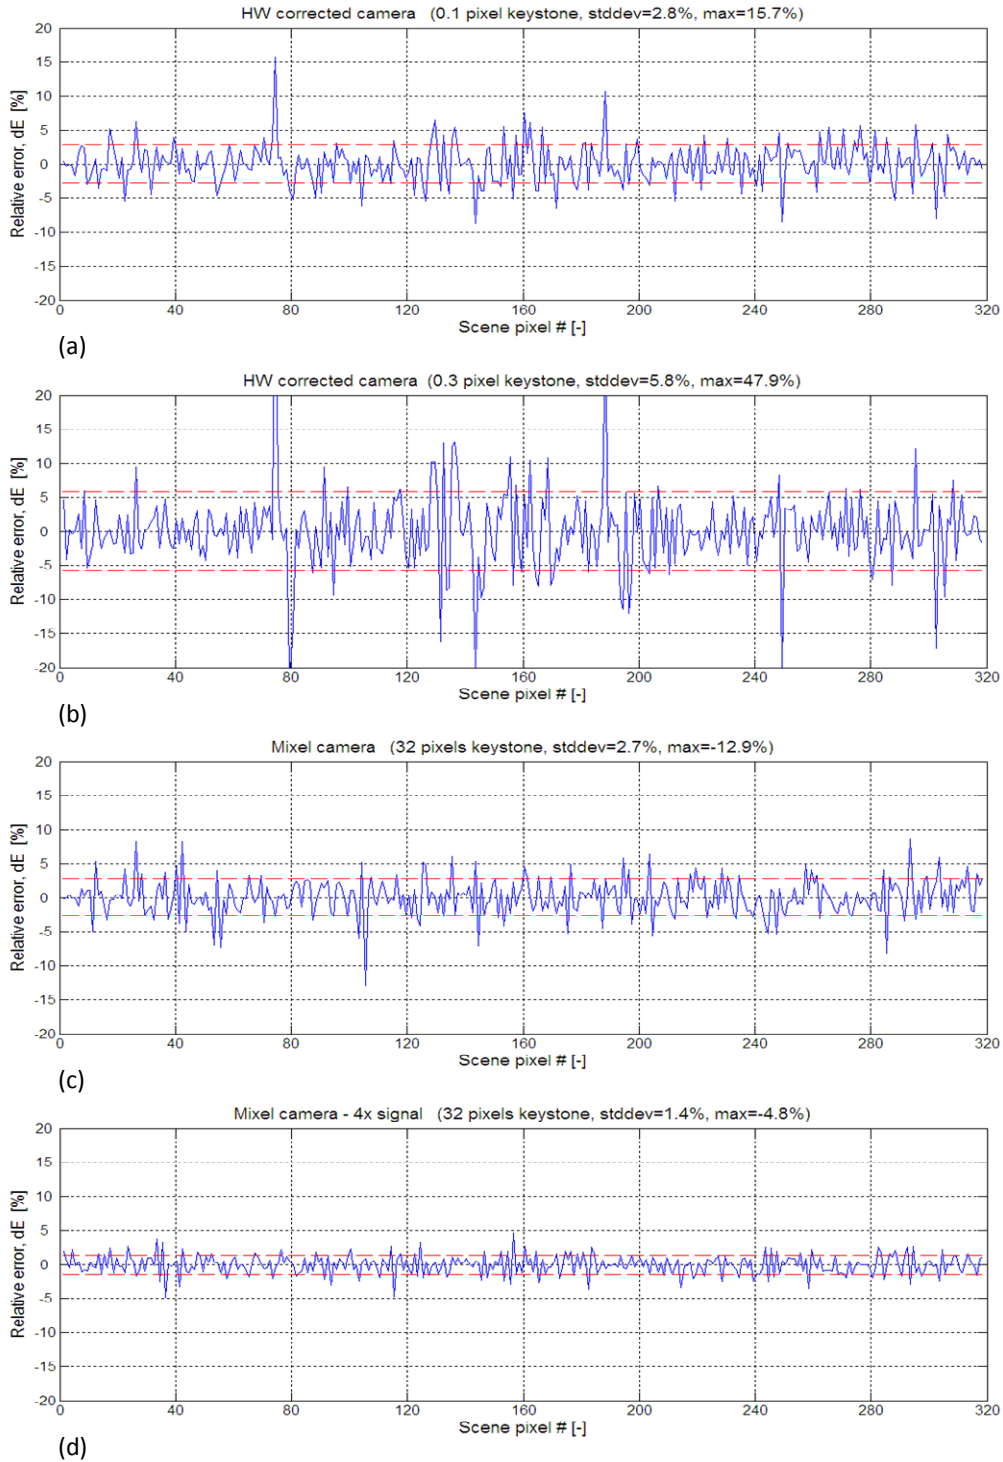 HW corrected camera (0.1 pixel keystone, stddev=2.8%, max=15.7%)
20
15
10
5
0
-5
-10
-15
-20
Relative error, dE [%]
0 40 80 120 160 200 240 280 320
Scene pixel # [-]
(a)
HW corrected camera (0.3 pixel keystone, stddev=5.8%, max=47.9%)
20
15
10
5
0
-5
-10
-15
-20
Relative error, dE [%]
0 40 80 120 160 200 240 280 320
Scene pixel # [-]
(b)
Mixel camera (32 pixels keystone, stddev=2.7%, max=-12.9%)
20
15
10
5
0
-5
-10
-15
-20
Relative error, dE [%]
0 40 80 120 160 200 240 280 320
Scene pixel # [-]
(c)
Mixel camera - 4x signal (32 pixels keystone, stddev=1.4%, max=-4.8%)
20
15
10
5
0
-5
-10
-15
-20
Relative error, dE [%]
0 40 80 120 160 200 240 280 320
Scene pixel # [-]
(d)